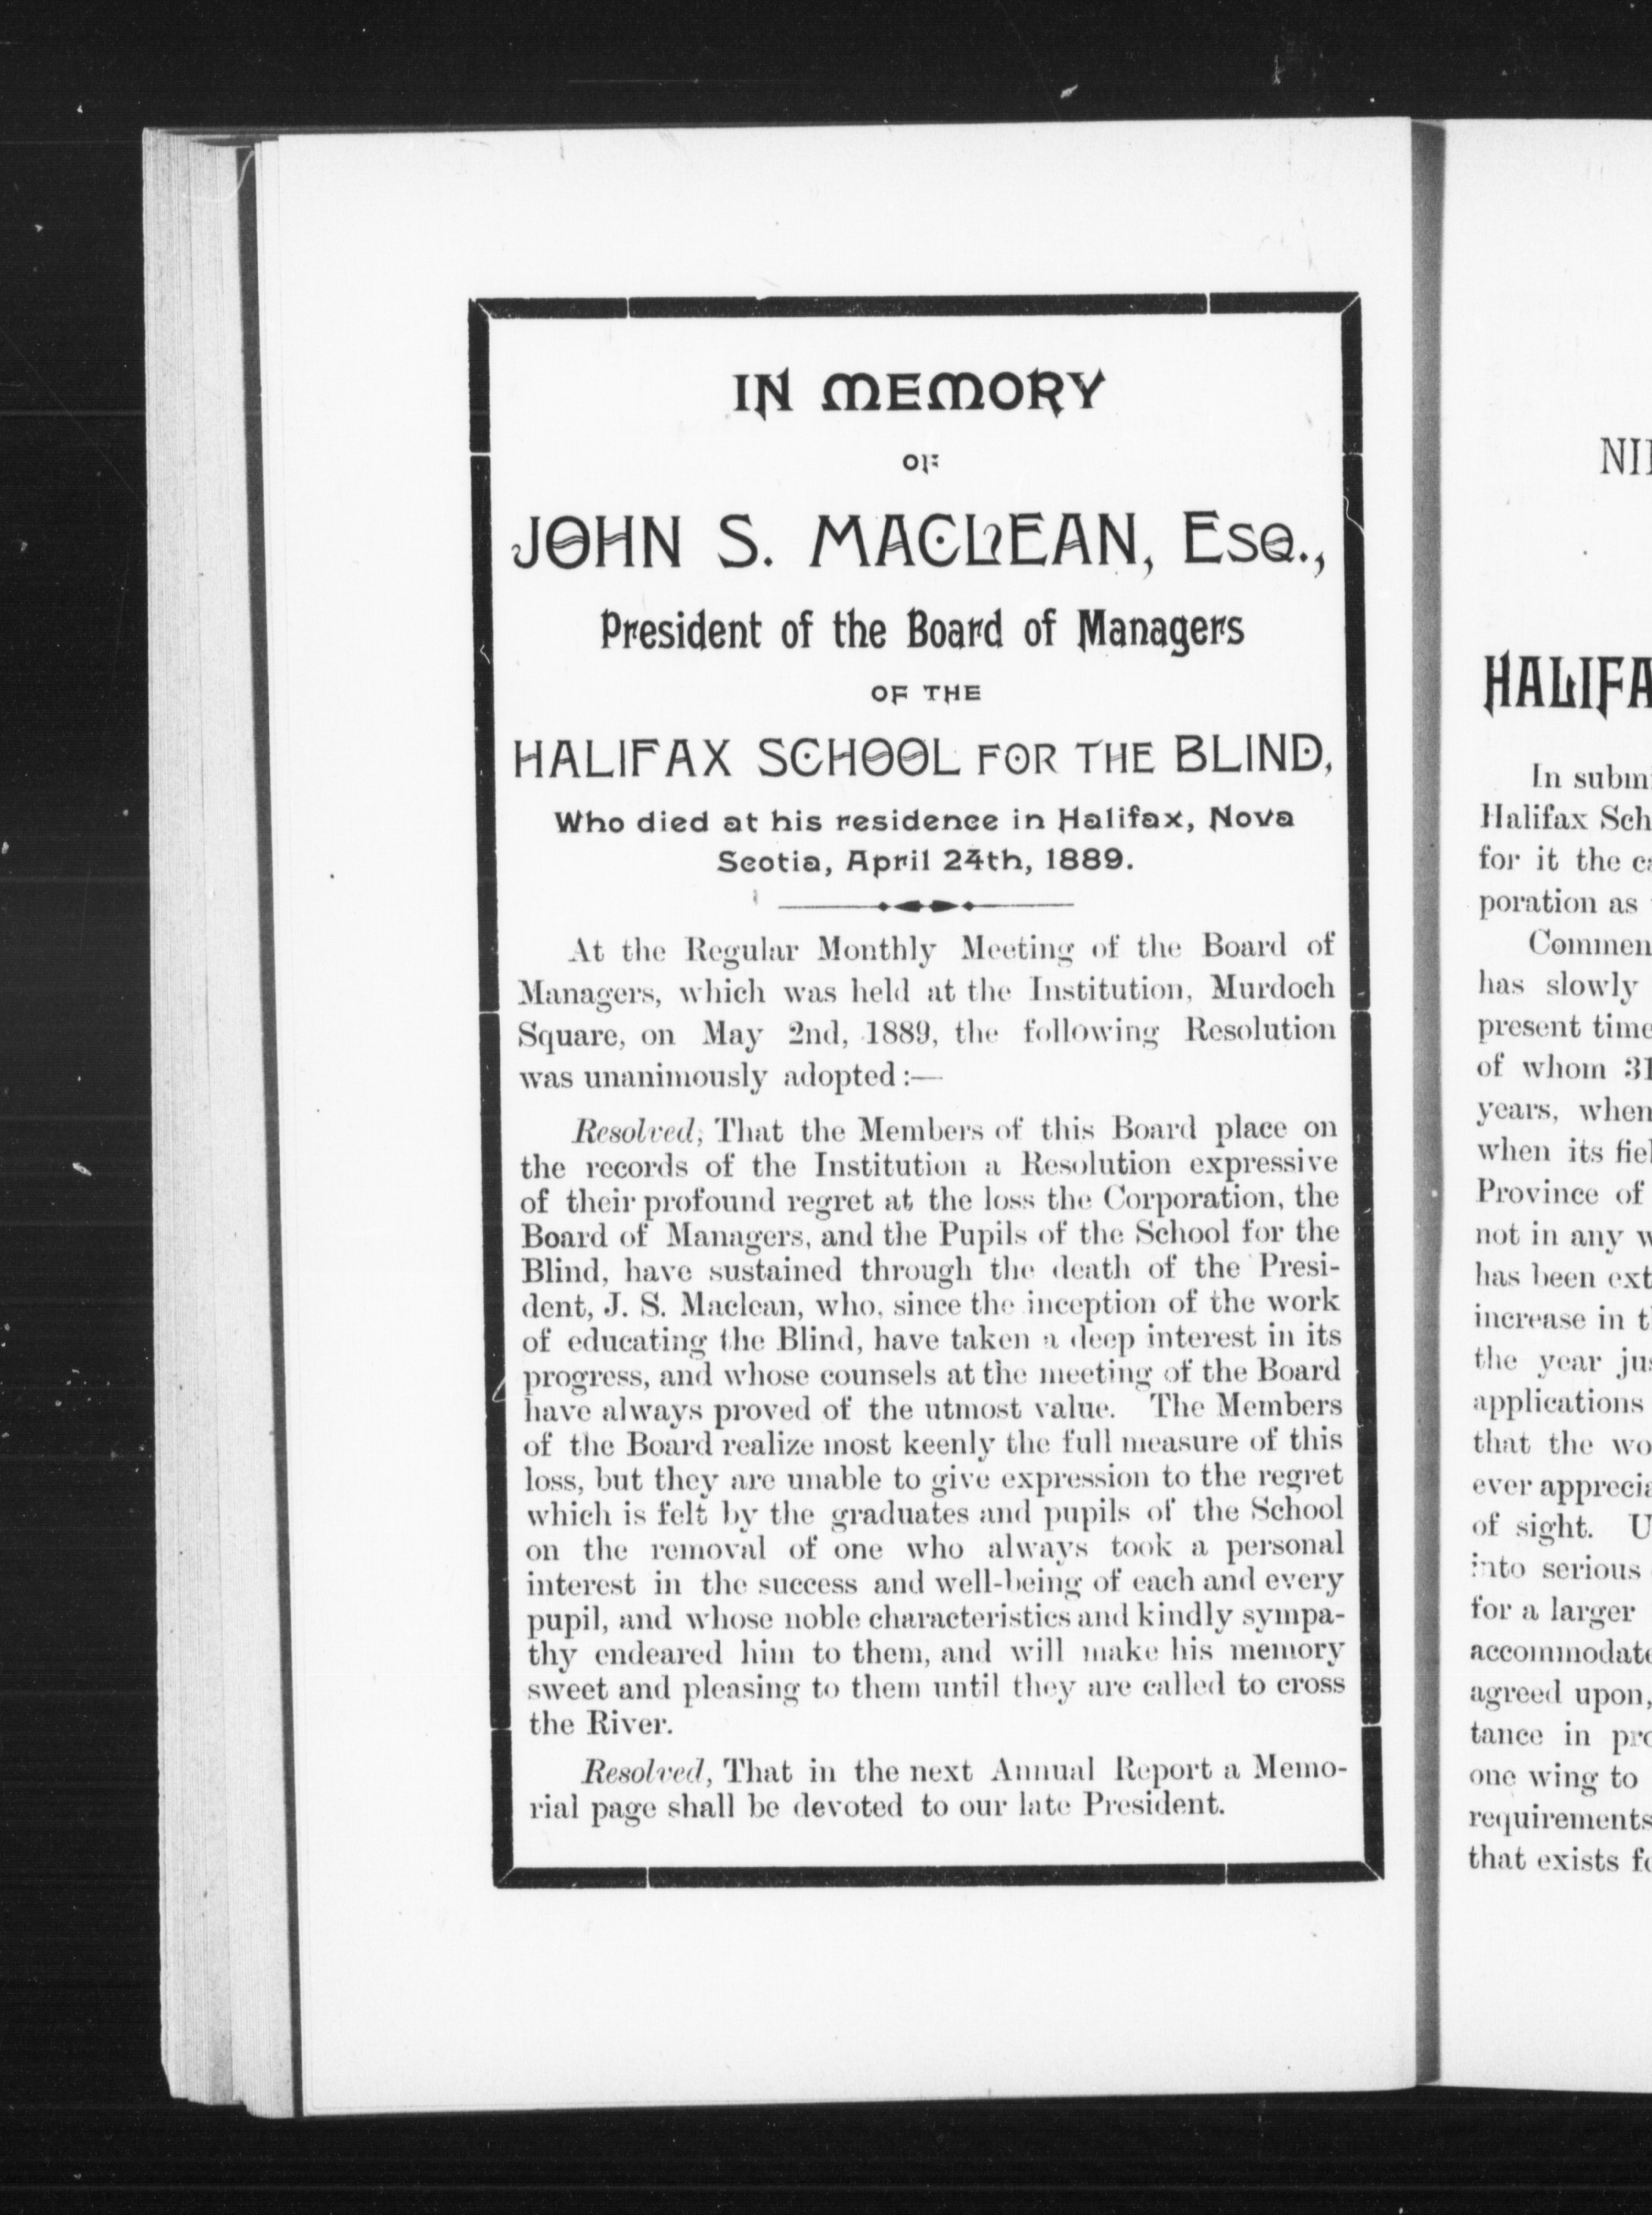 IN MEMORY
OF
JOHN S. MACLEAN, ESQ.,
President of the Board of Managers
OF THE
HALIFAX SCHOOL FOR THE BLIND,
Who died at his residence in Halifax, Nova
Scotia, April 24th, 1889.
At the Regular Monthly Meeting of the Board of
Managers, which was held at the Institution, Murdoch
Square, on May 2nd, 1889, the following Resolution
was unanimously adopted:—
Resolved, That the Members of this Board place on
the records of the Institution a Resolution expressive
of their profound regret at the loss the Corporation, the
Board of Managers, and the Pupils of the School for the
Blind, have sustained through the death of the Presi-
dent, J. S. Maclean, who, since the inception of the work
of educating the Blind, have taken a deep interest in its
progress, and whose counsels at the meeting of the Board
have always proved of the utmost value. The Members
of the Board realize most keenly the full measure of this
loss, but they are unable to give expression to the regret
which is felt by the graduates and pupils of the School
on the removal of one who always took a personal
interest in the success and well-being of each and every
pupil, and whose noble characteristics and kindly sympa-
thy endeared him to them, and will make his memory
sweet and pleasing to them until they are called to cross
the River.
Resolved, That in the next Annual Report a Memo-
rial page shall be devoted to our late President.
HALIFA
In submi
Halifax Sch
for it the c
poration as
Commen
has slowly
present time
of whom 31
years, when
when its fiel
Province of
not in any w
has been ext
increase in t
the year jus
applications
that the wo
ever apprecia
of sight. U
into serious
for a larger
accommodate
agreed upon,
tance in pro
one wing to
requirements
that exists fo